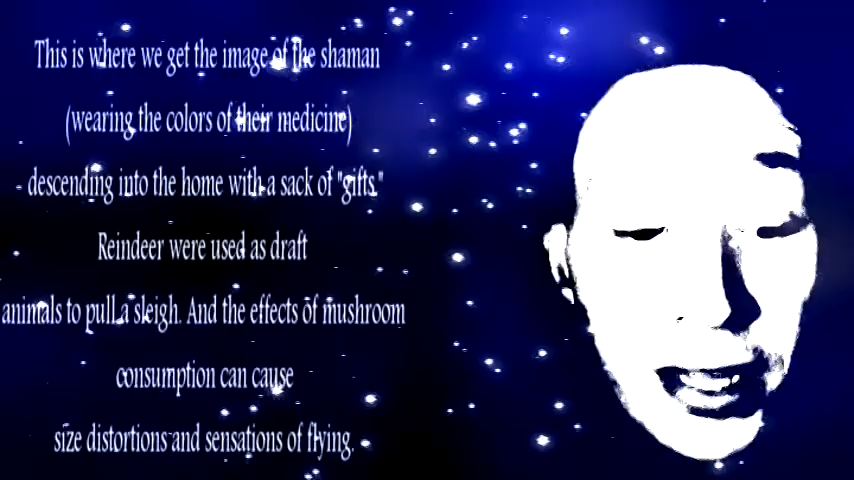 This is where we get the image of the shaman
(wearing the colors of their medicine)
- descending into the home with a sack of "gifts."
Reindeer were used as draft
animals to pull a sleigh. And the effects of mushroom
consumption can cause
size distortions and sensations of flying.